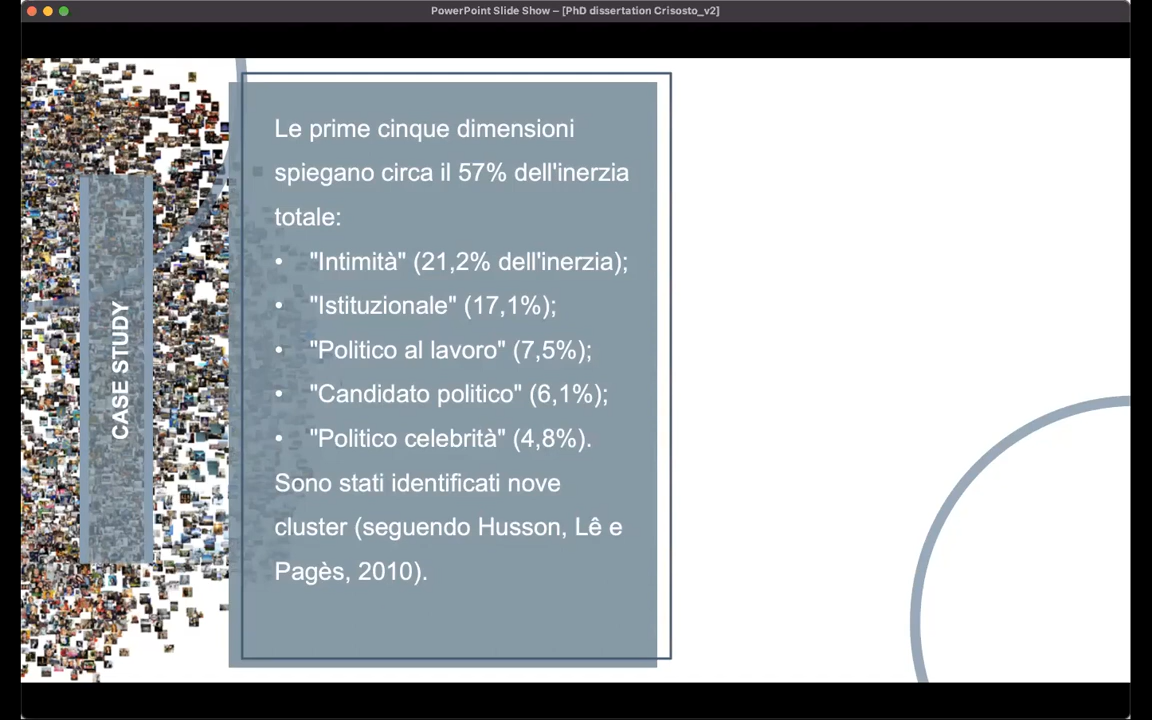 PowerPoint Slide Show – [PhD dissertation Crisosto_v2]
CASE STUDY
Le prime cinque dimensioni
spiegano circa il 57% dell'inerzia
totale:
• "Intimità" (21,2% dell'inerzia);
• "Istituzionale" (17,1%);
• "Politico al lavoro" (7,5%);
• "Candidato politico" (6,1%);
• "Politico celebrità" (4,8%).
Sono stati identificati nove
cluster (seguendo Husson, Lê e
Pagès, 2010).